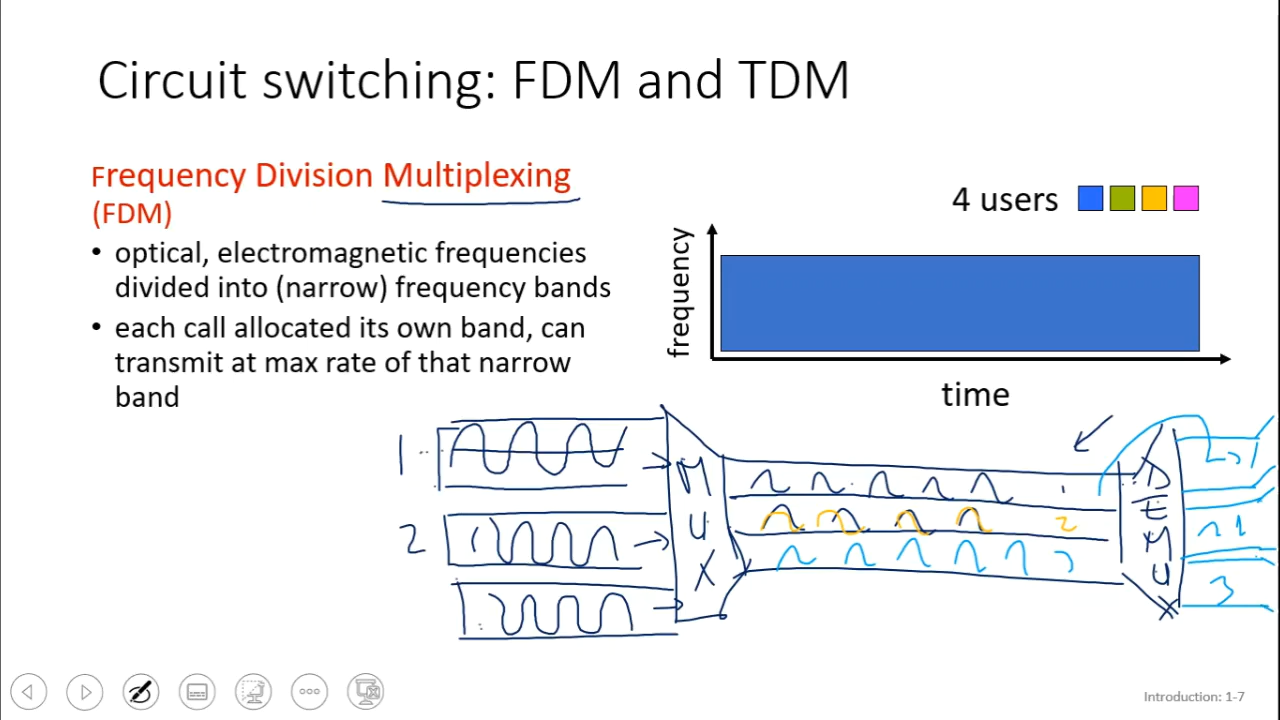 Circuit switching: FDM and TDM
Frequency Division Multiplexing
(FDM)
• optical, electromagnetic frequencies
divided into (narrow) frequency bands
• each call allocated its own band, can
transmit at max rate of that narrow
band
4 users
frequency
time
1
2
MUX
1
2
3
DEMUX
1
3
Introduction: 1-7